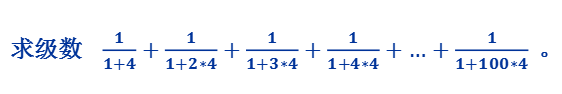 求级数 1/(1+4) + 1/(1+2*4) + 1/(1+3*4) + 1/(1+4*4) + … + 1/(1+100*4) 。